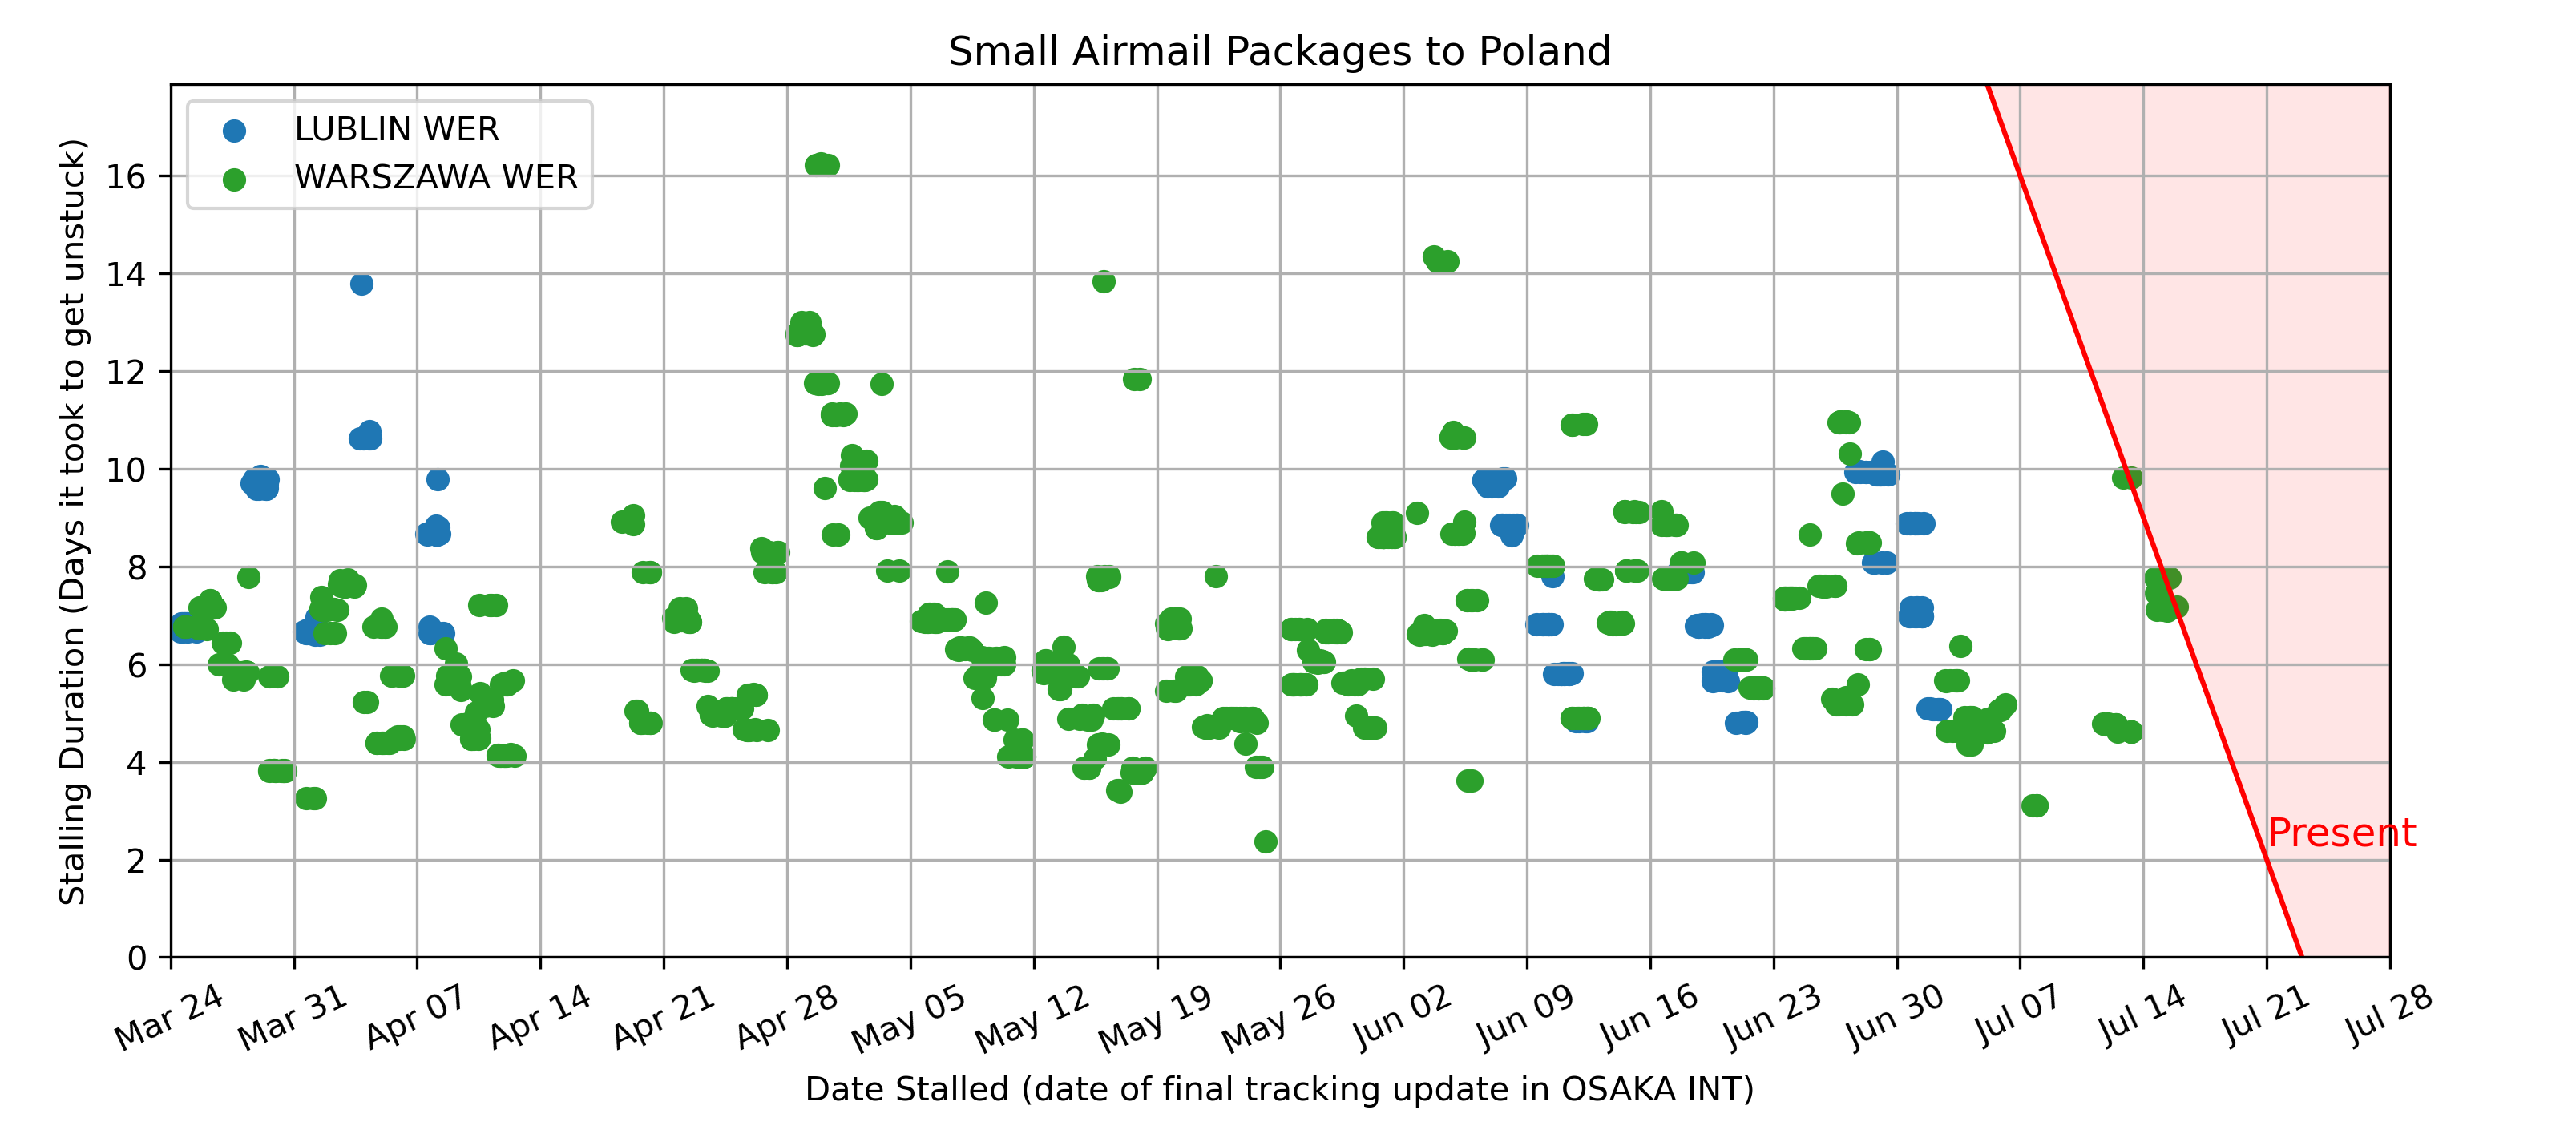 Small Airmail Packages to Poland
LUBLIN WER
WARSZAWA WER
Stalling Duration (Days it took to get unstuck)
16
14
12
10
8
6
4
2
0
Present
Mar 24
Mar 31
Apr 07
Apr 14
Apr 21
Apr 28
May 05
May 12
May 19
May 26
Jun 02
Jun 09
Jun 16
Jun 23
Jun 30
Jul 07
Jul 14
Jul 21
Jul 28
Date Stalled (date of final tracking update in OSAKA INT)